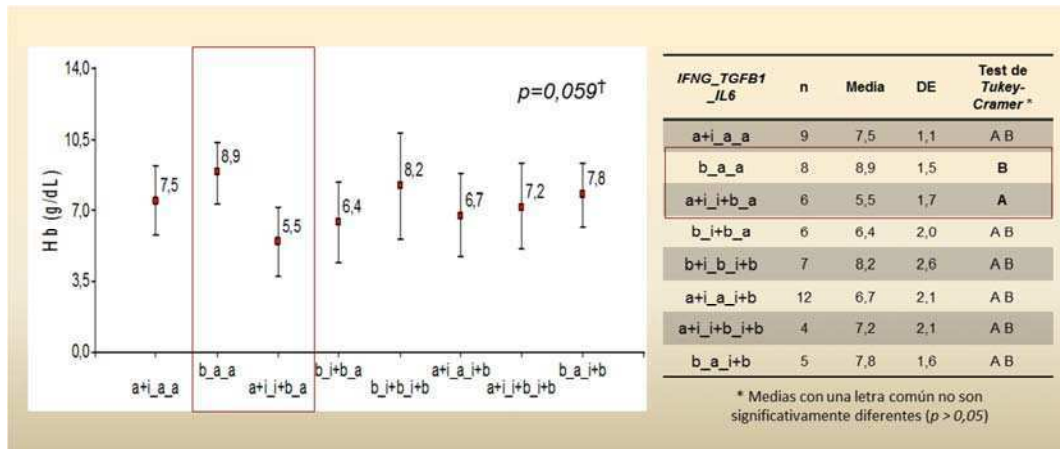 14,0
10,5
7,0
3,5
0,0
Hb (g/dL)
p=0,059†
7,5
8,9
5,5
6,4
8,2
6,7
7,2
7,8
a+i_a_a
b_a_a
a+i_i+b_a
b_i+b_a
b_i+b_i+b
a+i_a_i+b
a+i_i+b_i+b
b_a_i+b
IFNG_TGFB1 n Media DE Test de
_IL6 Tukey-
Cramer *
a+i_a_a 9 7,5 1,1 A B
b_a_a 8 8,9 1,5 B
a+i_i+b_a 6 5,5 1,7 A
b_i+b_a 6 6,4 2,0 A B
b+i_b_i+b 7 8,2 2,6 A B
a+i_a_i+b 12 6,7 2,1 A B
a+i_i+b_i+b 4 7,2 2,1 A B
b_a_i+b 5 7,8 1,6 A B
* Medias con una letra común no son
significativamente diferentes (p > 0,05)